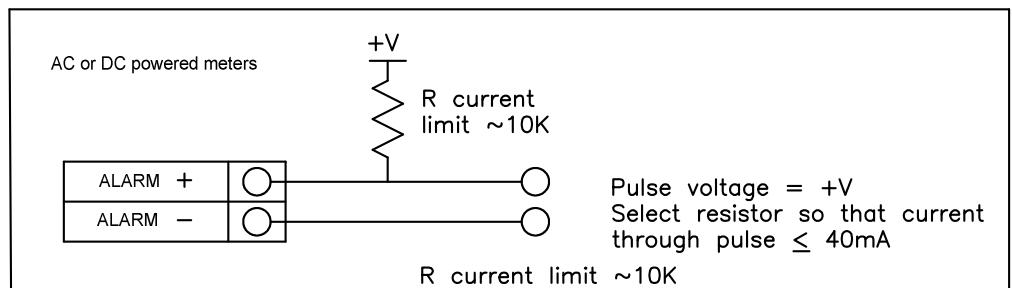 +V
AC or DC powered meters
R current
limit ~10K
ALARM +
ALARM −
Pulse voltage = +V
Select resistor so that current
through pulse ≤ 40mA
R current limit ~10K